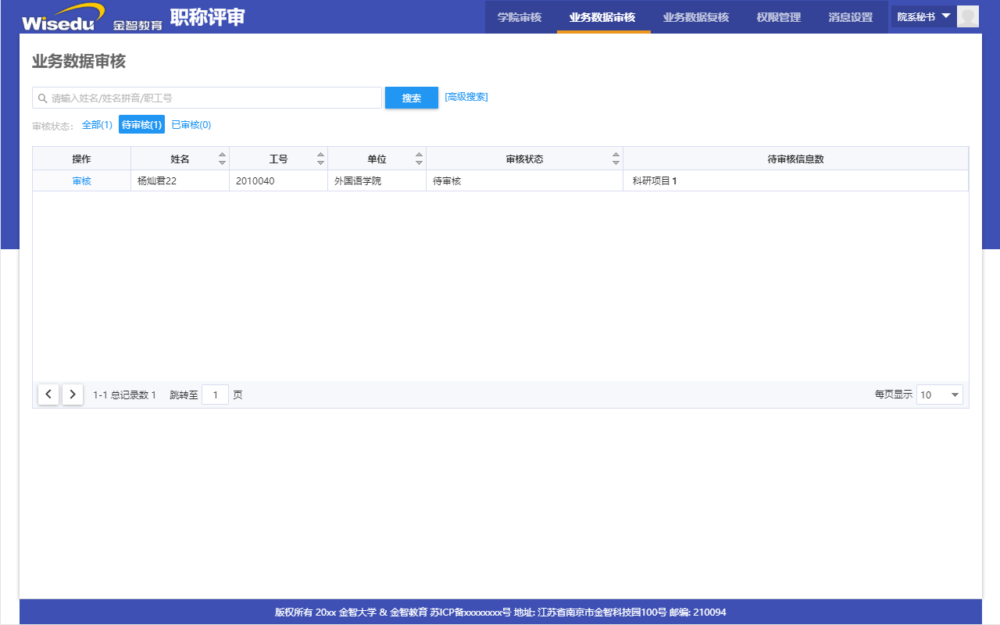 Wisedu 金智教育 职称评审 学院审核 业务数据审核 业务数据复核 权限管理 消息设置 院系秘书
业务数据审核
请输入姓名/姓名拼音/职工号 搜索 [高级搜索]
审核状态: 全部(1) 待审核(1) 已审核(0)
操作 姓名 工号 单位 审核状态 待审核信息数
审核 杨灿君22 2010040 外国语学院 待审核 科研项目 1
1-1 总记录数 1 跳转至 1 页 每页显示 10
版权所有 20xx 金智大学 & 金智教育 苏ICP备xxxxxxxxx号 地址: 江苏省南京市金智科技园100号 邮编: 210094